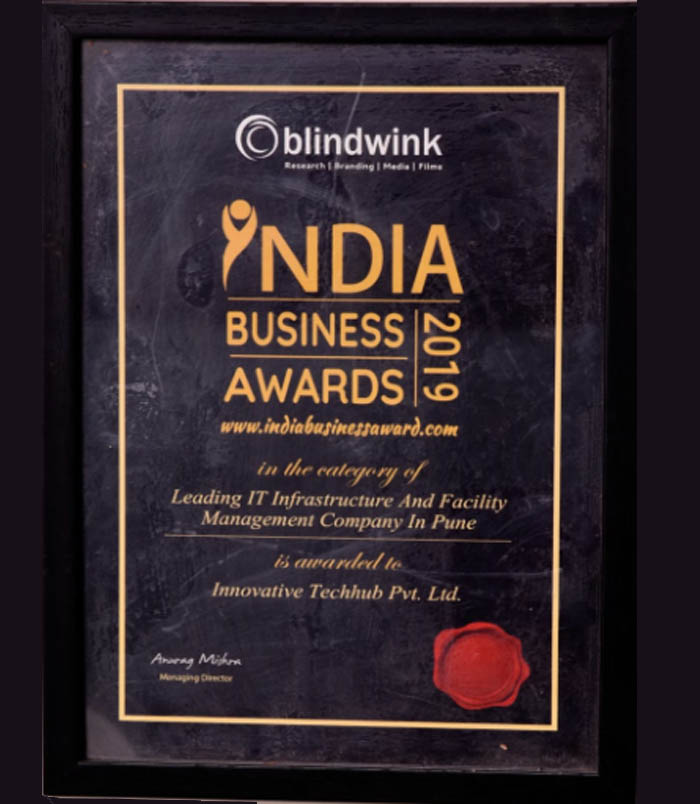 blindwink
Research | Branding | Media | Films
INDIA
BUSINESS
AWARDS
2019
www.indiabusinessaward.com
in the category of
Leading IT Infrastructure And Facility
Management Company In Pune
is awarded to
Innovative Techhub Pvt. Ltd.
Anurag Mishra
Managing Director